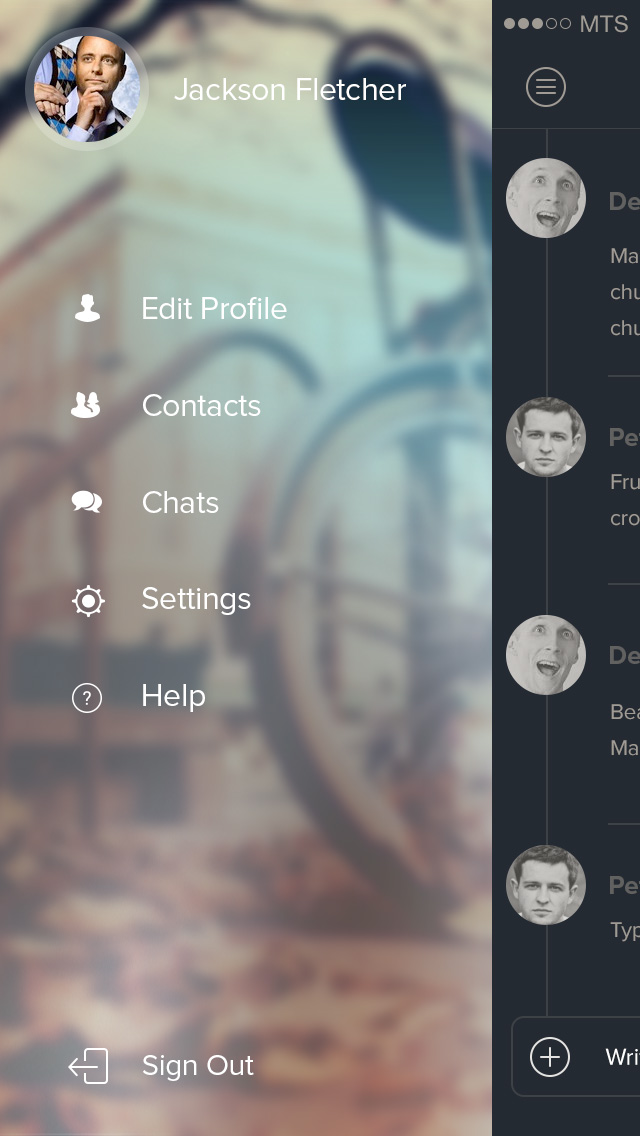 MTS
Jackson Fletcher
Edit Profile
Contacts
Chats
Settings
Help
Sign Out
De
Ma
chu
chu
Pe
Fru
cro
De
Bea
Ma
Pe
Typ
Wri